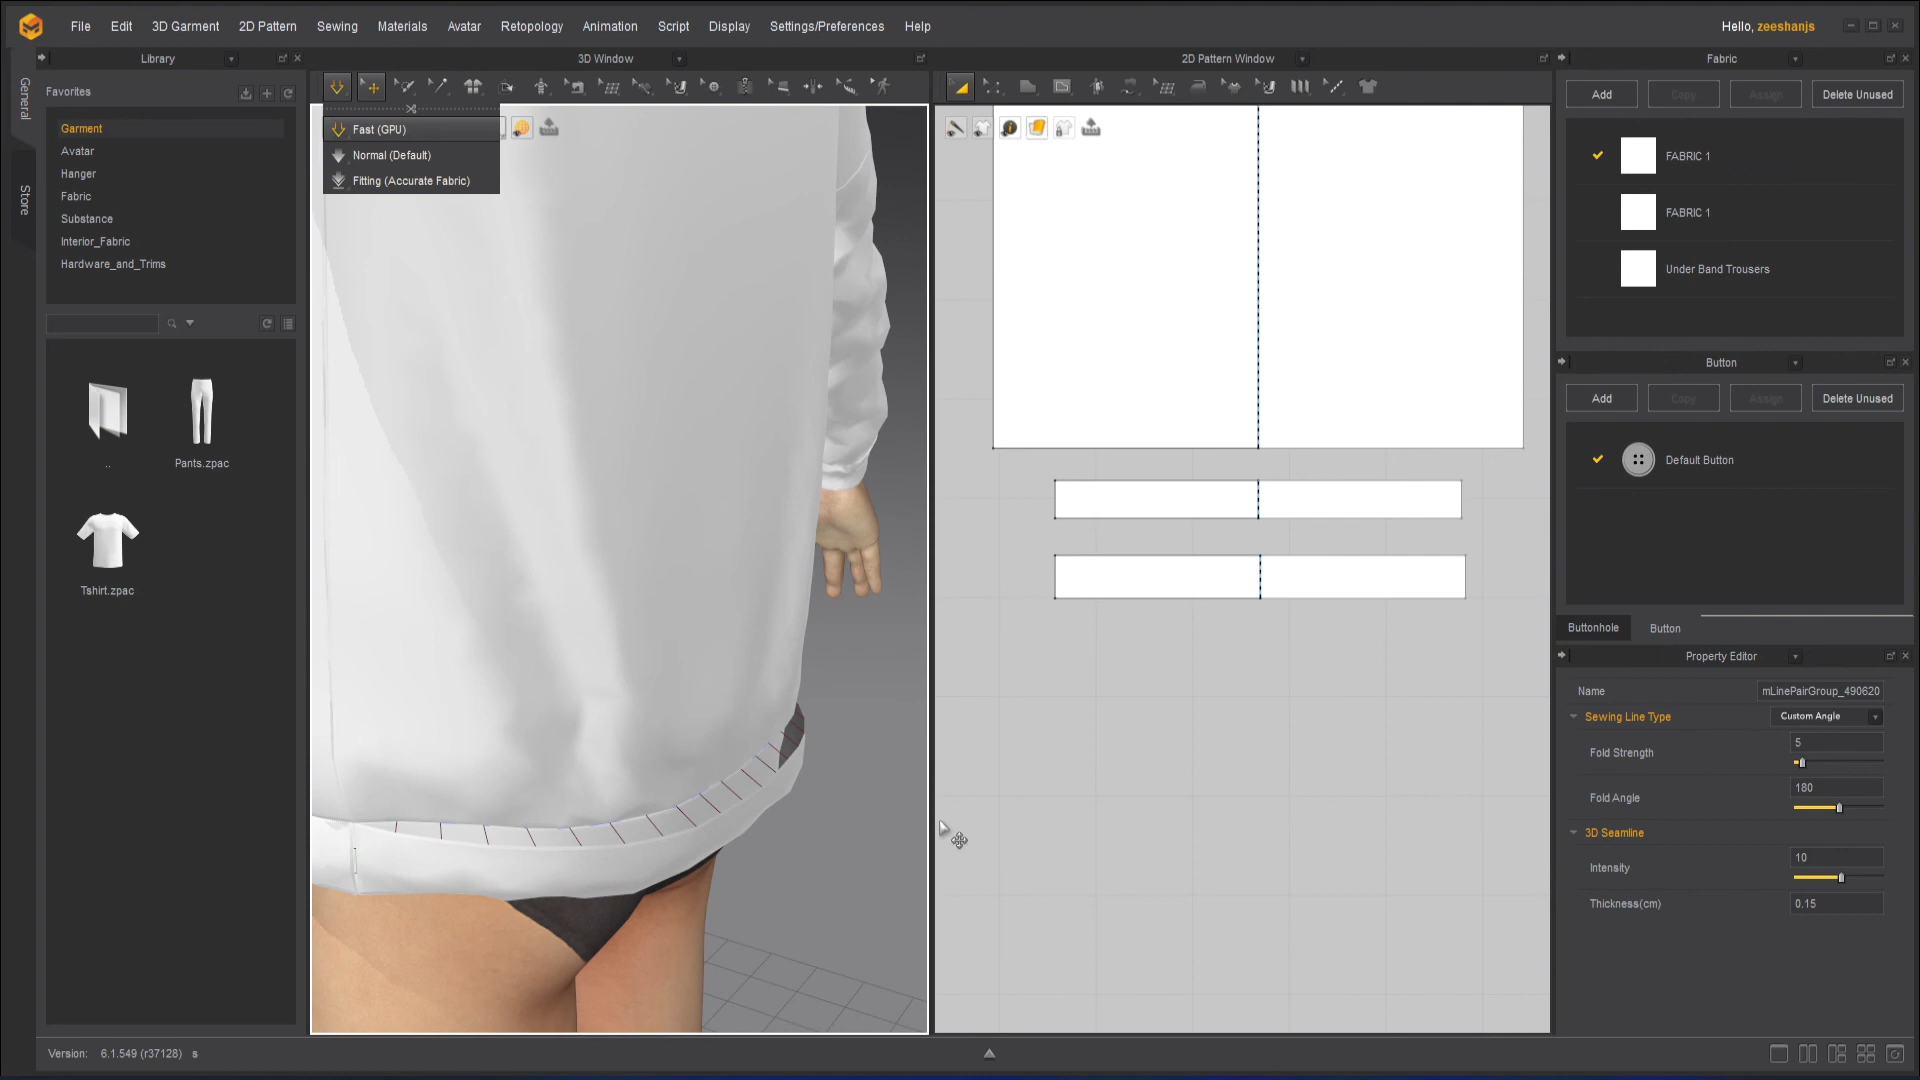 File Edit 3D Garment 2D Pattern Sewing Materials Avatar Retopology Animation Script Display Settings/Preferences Help
Hello, zeeshanjs
Library
3D Window
2D Pattern Window
Fabric
General
Store
Favorites
Garment
Avatar
Hanger
Fabric
Substance
Interior_Fabric
Hardware_and_Trims
..
Pants.zpac
Tshirt.zpac
Fast (GPU)
Normal (Default)
Fitting (Accurate Fabric)
Add Copy Assign Delete Unused
FABRIC 1
FABRIC 1
Under Band Trousers
Button
Add Copy Assign Delete Unused
Default Button
Buttonhole Button
Property Editor
Name mLinePairGroup_490620
Sewing Line Type Custom Angle
Fold Strength 5
Fold Angle 180
3D Seamline
Intensity 10
Thickness(cm) 0.15
Version: 6.1.549 (r37128) s